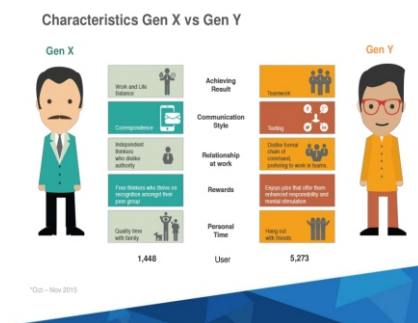 Characteristics Gen X vs Gen Y
Gen X
Gen Y
Work and Life
Balance
Achieving
Result
Teamwork
Correspondence
Communication
Style
Texting
Independent
thinkers
who dislike
authority
Relationship
at work
Dislike formal
chain of
command,
prefering to work in teams.
Free thinkers who thrive on
recognition amongst their
peer group
Rewards
Enjoys jobs that offer them
enhanced responsibility and
mental stimulation
Quality time
with family
Personal
Time
Hang out
with friends
1,448
User
5,273
*Oct – Nov 2015